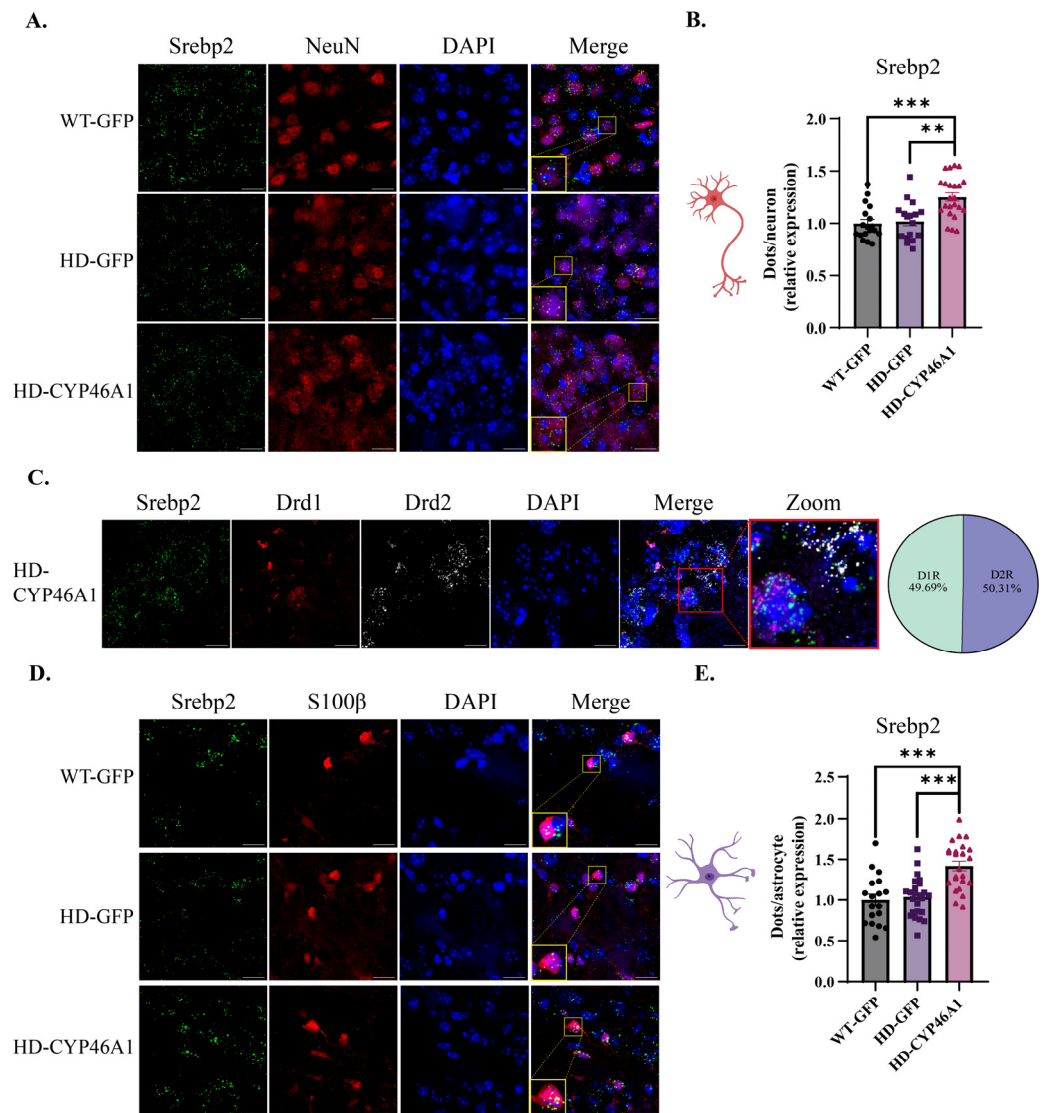 A.
Srebp2 NeuN DAPI Merge
WT-GFP
HD-GFP
HD-CYP46A1
B.
Srebp2
***
**
2.0
1.5
1.0
0.5
0.0
Dots/neuron
(relative expression)
WT-GFP
HD-GFP
HD-CYP46A1
C.
Srebp2 Drd1 Drd2 DAPI Merge Zoom
HD-
CYP46A1
D1R
49.69%
D2R
50.31%
D.
Srebp2 S100β DAPI Merge
WT-GFP
HD-GFP
HD-CYP46A1
E.
Srebp2
***
***
2.5
2.0
1.5
1.0
0.5
0.0
Dots/astrocyte
(relative expression)
WT-GFP
HD-GFP
HD-CYP46A1